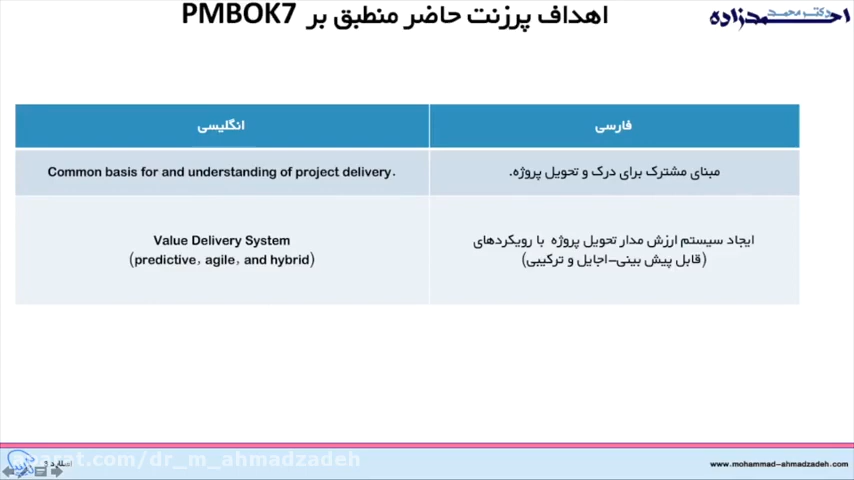 اهداف پرزنت حاضر منطبق بر PMBOK7
دکتر محمد
احمدزاده
فارسی
انگلیسی
مبنای مشترک برای درک و تحویل پروژه.
Common basis for and understanding of project delivery.
ایجاد سیستم ارزش مدار تحویل پروژه با رویکردهای
(قابل پیش بینی-اجایل و ترکیبی)
Value Delivery System
(predictive, agile, and hybrid)
.com/dr_m_ahmadzadeh
www.mohammad-ahmadzadeh.com